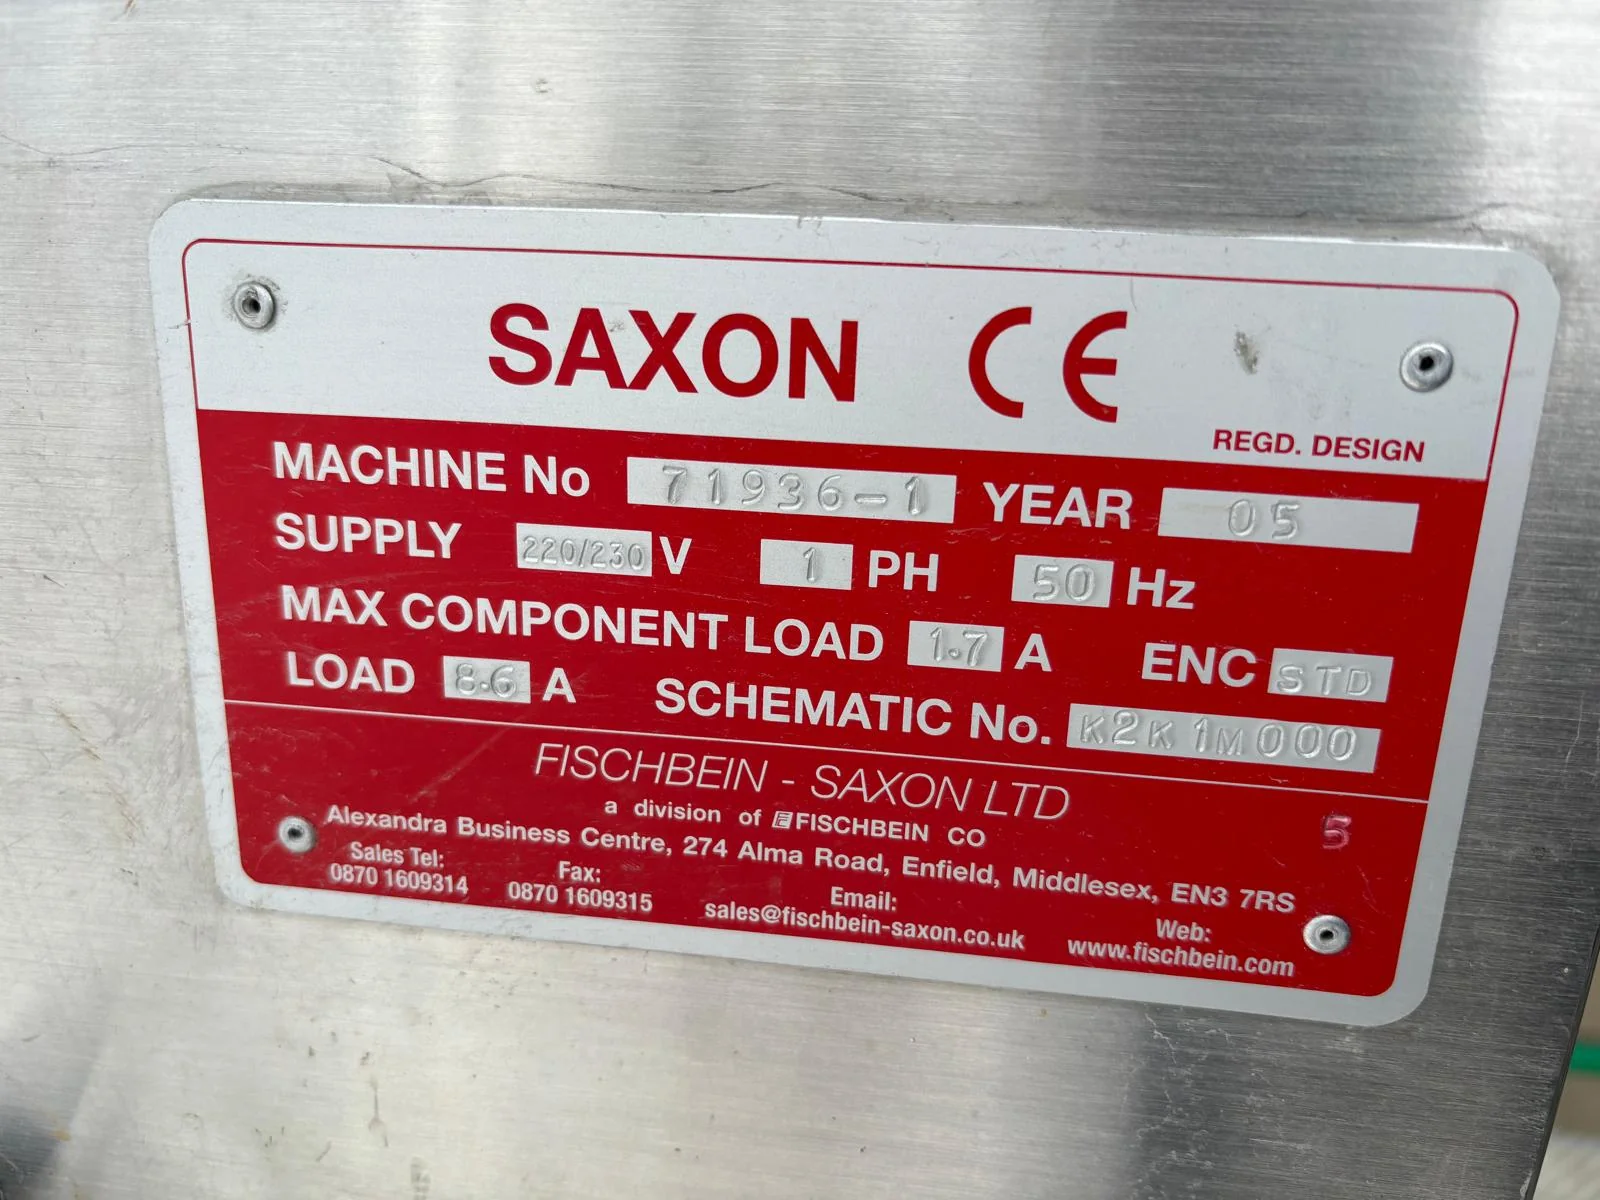 SAXON CE
REGD. DESIGN
MACHINE No 71936-1 YEAR 05
SUPPLY 220/230 V 1 PH 50 Hz
MAX COMPONENT LOAD 1.7 A ENC STD
LOAD 8.6 A SCHEMATIC No. K2K1M000
FISCHBEIN - SAXON LTD
a division of FISCHBEIN CO
5
Alexandra Business Centre, 274 Alma Road, Enfield, Middlesex, EN3 7RS
Sales Tel: Fax: Email: Web:
0870 1609314 0870 1609315 sales@fischbein-saxon.co.uk www.fischbein.com